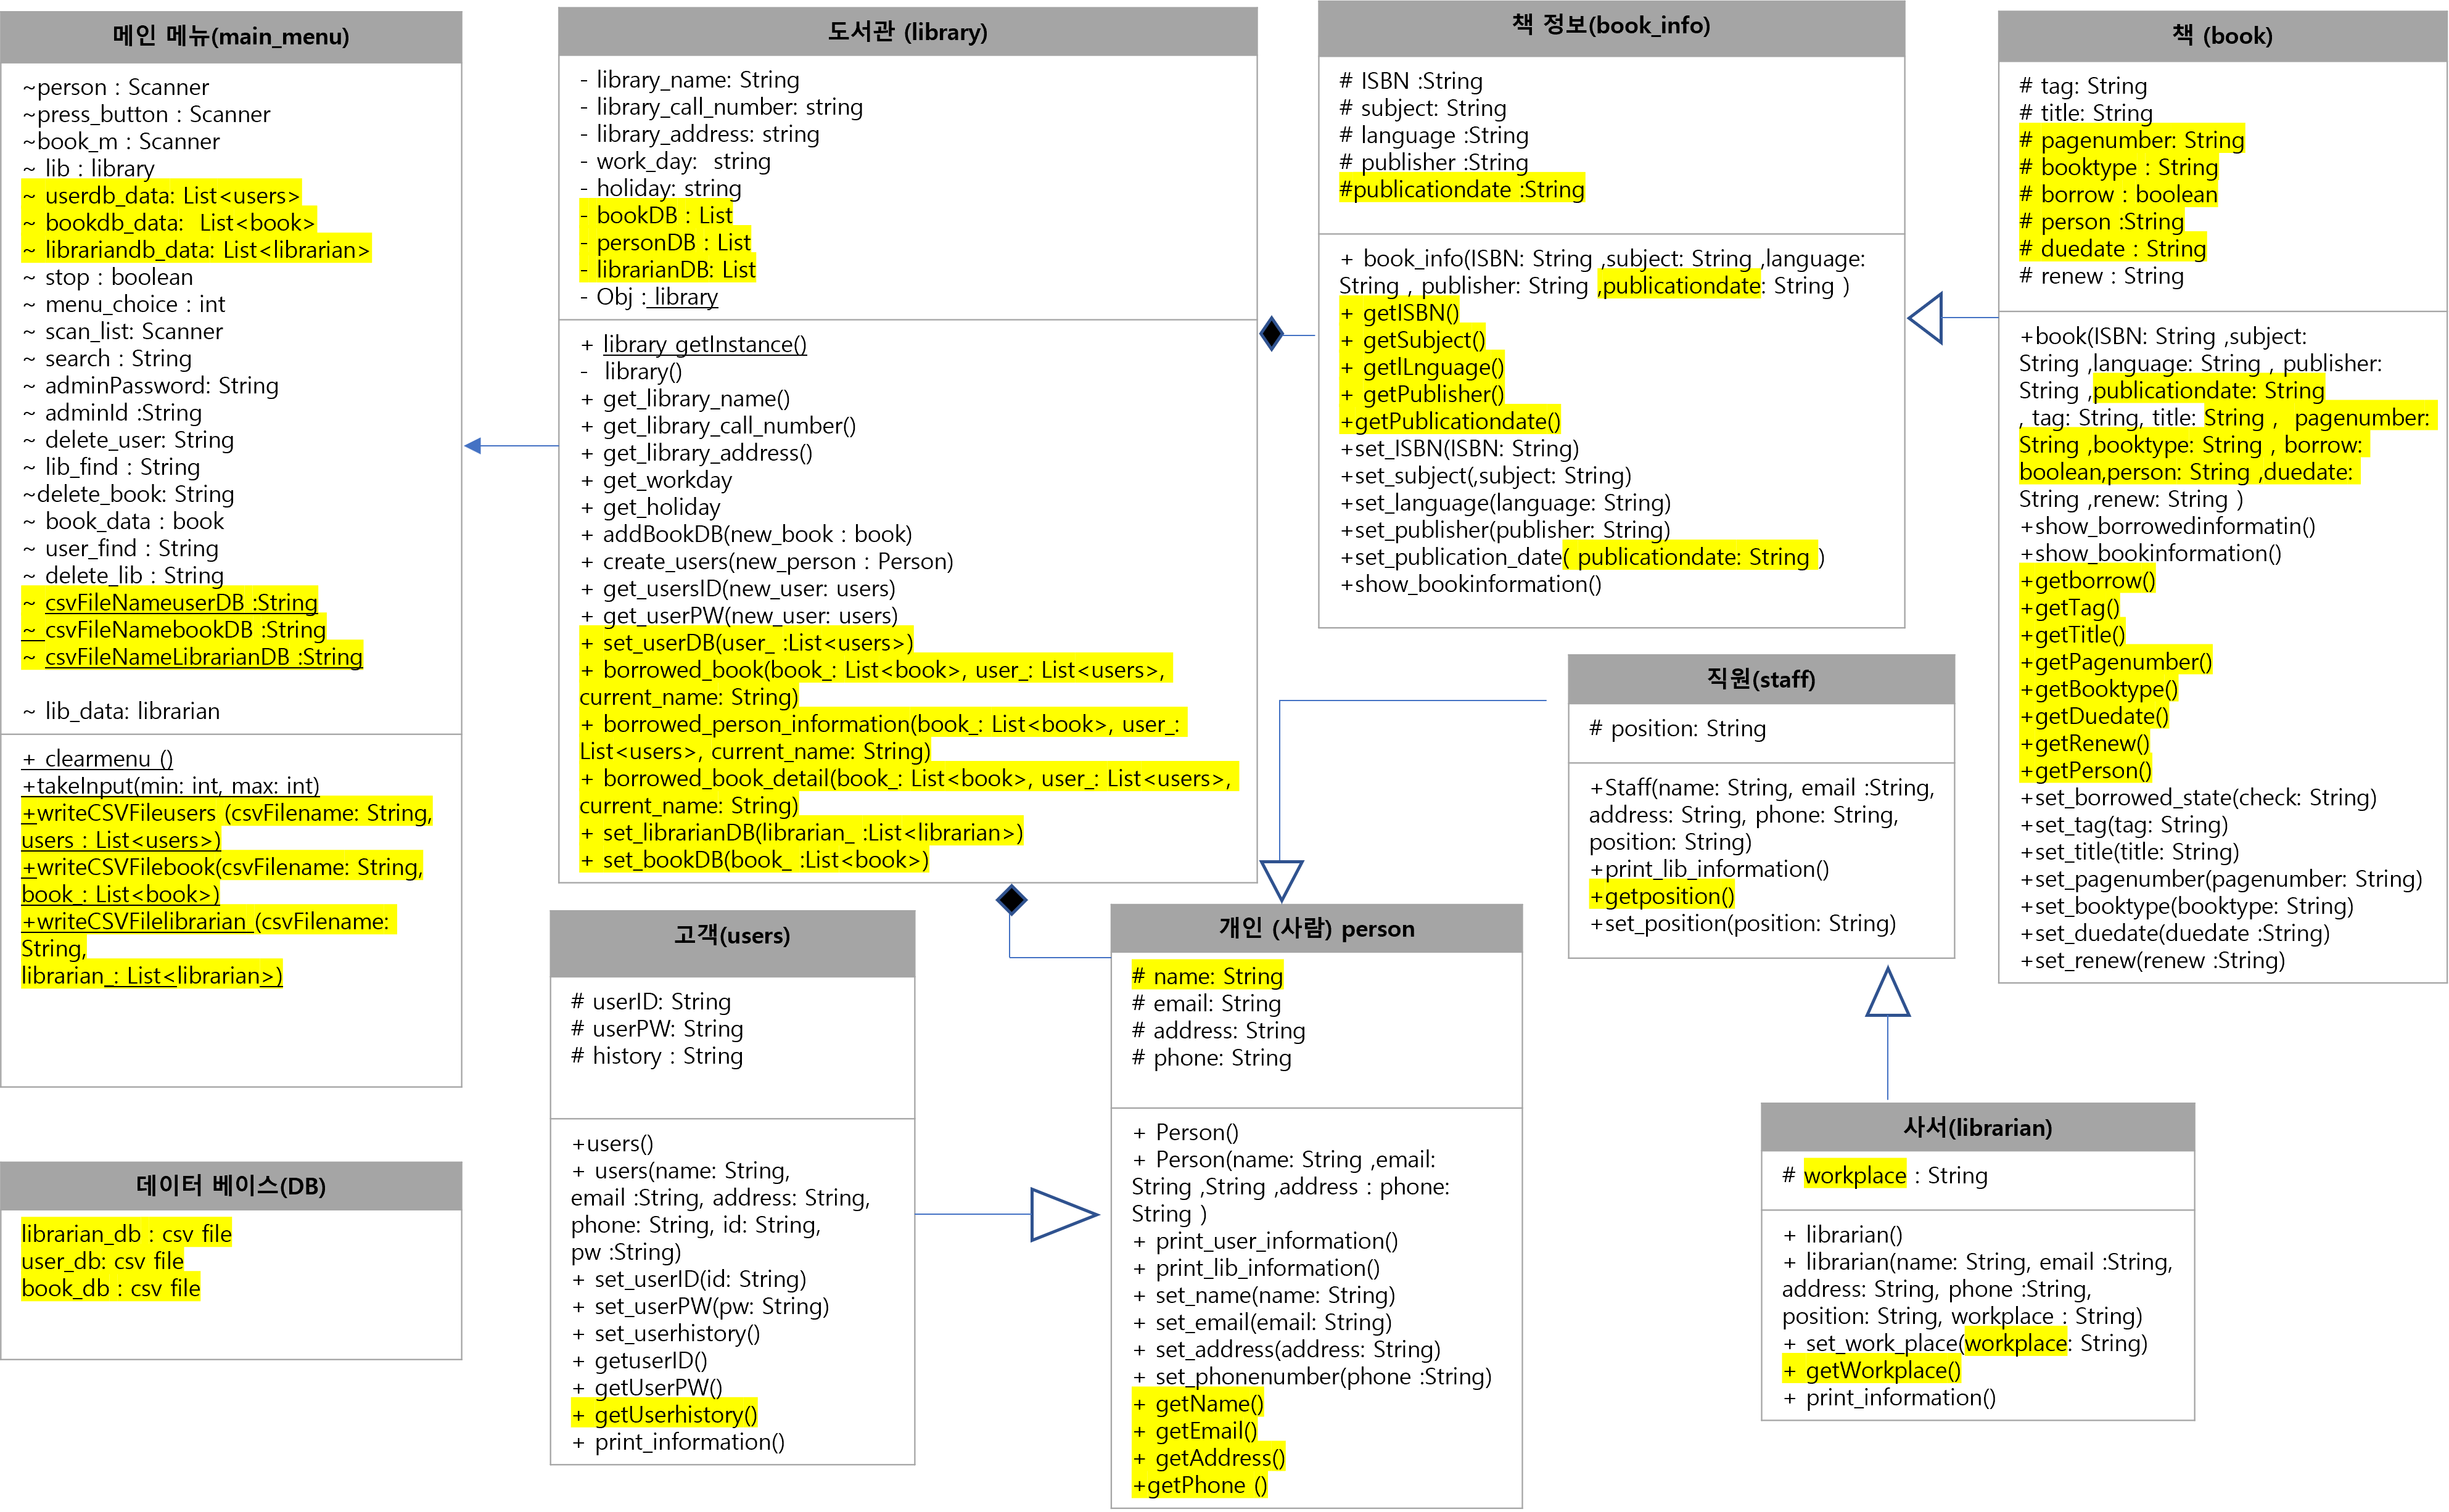 메인 메뉴(main_menu)
~person : Scanner
~press_button : Scanner
~book_m : Scanner
~ lib : library
~ userdb_data: List<users>
~ bookdb_data:  List<book>
~ librariandb_data: List<librarian>
~ stop : boolean
~ menu_choice : int
~ scan_list: Scanner
~ search : String
~ adminPassword: String
~ adminId :String
~ delete_user: String
~ lib_find : String
~delete_book: String
~ book_data : book
~ user_find : String
~ delete_lib : String
~ csvFileNameuserDB :String
~ csvFileNamebookDB :String
~ csvFileNameLibrarianDB :String
~ lib_data: librarian
+ clearmenu ()
+takeInput(min: int, max: int)
+writeCSVFileusers (csvFilename: String,
users : List<users>)
+writeCSVFilebook(csvFilename: String,
book_: List<book>)
+writeCSVFilelibrarian (csvFilename:
String,
librarian_: List<librarian>)
데이터 베이스(DB)
librarian_db : csv file
user_db: csv file
book_db : csv file
도서관 (library)
- library_name: String
- library_call_number: string
- library_address: string
- work_day:  string
- holiday: string
- bookDB : List
- personDB : List
- librarianDB: List
- Obj : library
+ library getInstance()
-  library()
+ get_library_name()
+ get_library_call_number()
+ get_library_address()
+ get_workday
+ get_holiday
+ addBookDB(new_book : book)
+ create_users(new_person : Person)
+ get_usersID(new_user: users)
+ get_userPW(new_user: users)
+ set_userDB(user_ :List<users>)
+ borrowed_book(book_: List<book>, user_: List<users>,
current_name: String)
+ borrowed_person_information(book_: List<book>, user_:
List<users>, current_name: String)
+ borrowed_book_detail(book_: List<book>, user_: List<users>,
current_name: String)
+ set_librarianDB(librarian_ :List<librarian>)
+ set_bookDB(book_ :List<book>)
고객(users)
# userID: String
# userPW: String
# history : String
+users()
+ users(name: String,
email :String, address: String,
phone: String, id: String,
pw :String)
+ set_userID(id: String)
+ set_userPW(pw: String)
+ set_userhistory()
+ getuserID()
+ getUserPW()
+ getUserhistory()
+ print_information()
개인 (사람) person
# name: String
# email: String
# address: String
# phone: String
+ Person()
+ Person(name: String ,email:
String ,String ,address : phone:
String )
+ print_user_information()
+ print_lib_information()
+ set_name(name: String)
+ set_email(email: String)
+ set_address(address: String)
+ set_phonenumber(phone :String)
+ getName()
+ getEmail()
+ getAddress()
+getPhone ()
책 정보(book_info)
# ISBN :String
# subject: String
# language :String
# publisher :String
#publicationdate :String
+ book_info(ISBN: String ,subject: String ,language:
String , publisher: String ,publicationdate: String )
+ getISBN()
+ getSubject()
+ getlLnguage()
+ getPublisher()
+getPublicationdate()
+set_ISBN(ISBN: String)
+set_subject(,subject: String)
+set_language(language: String)
+set_publisher(publisher: String)
+set_publication_date( publicationdate: String )
+show_bookinformation()
직원(staff)
# position: String
+Staff(name: String, email :String,
address: String, phone: String,
position: String)
+print_lib_information()
+getposition()
+set_position(position: String)
책 (book)
# tag: String
# title: String
# pagenumber: String
# booktype : String
# borrow : boolean
# person :String
# duedate : String
# renew : String
+book(ISBN: String ,subject:
String ,language: String , publisher:
String ,publicationdate: String
, tag: String, title: String ,  pagenumber:
String ,booktype: String , borrow:
boolean,person: String ,duedate:
String ,renew: String )
+show_borrowedinformatin()
+show_bookinformation()
+getborrow()
+getTag()
+getTitle()
+getPagenumber()
+getBooktype()
+getDuedate()
+getRenew()
+getPerson()
+set_borrowed_state(check: String)
+set_tag(tag: String)
+set_title(title: String)
+set_pagenumber(pagenumber: String)
+set_booktype(booktype: String)
+set_duedate(duedate :String)
+set_renew(renew :String)
사서(librarian)
# workplace : String
+ librarian()
+ librarian(name: String, email :String,
address: String, phone :String,
position: String, workplace : String)
+ set_work_place(workplace: String)
+ getWorkplace()
+ print_information()